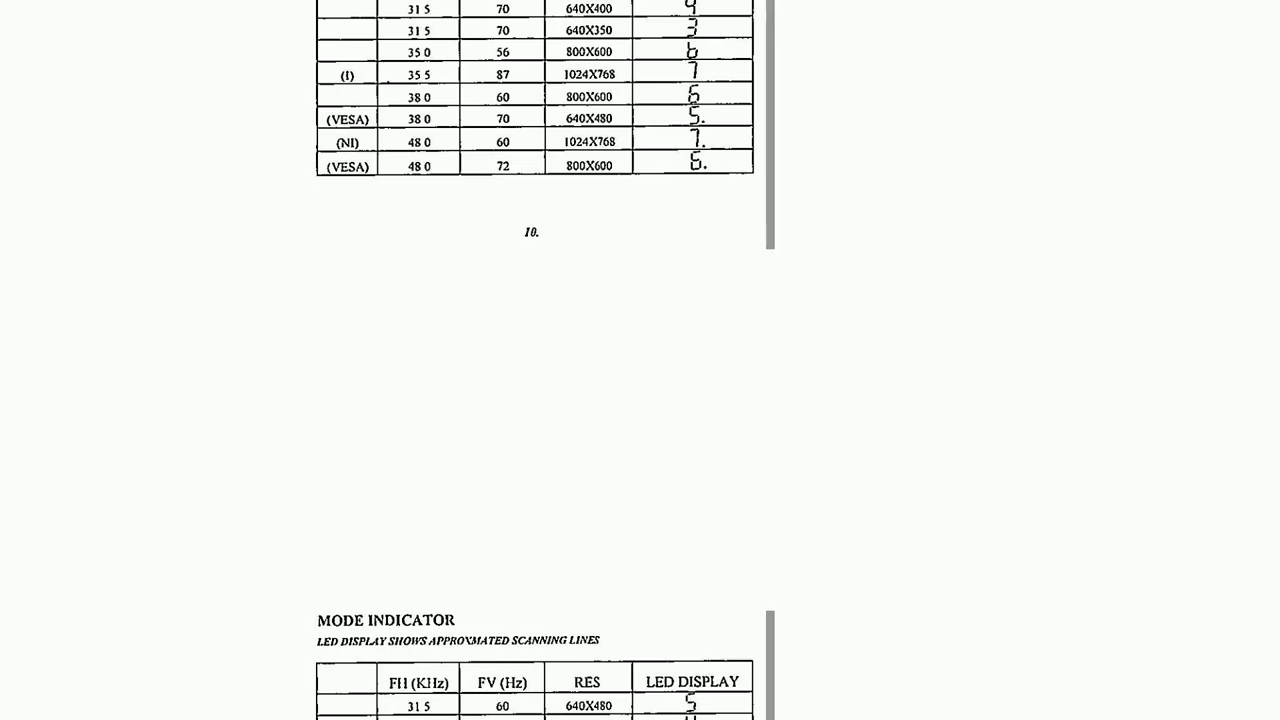 31 5 70 640X400 4
31 5 70 640X350 3
35 0 56 800X600 6
(I) 35 5 87 1024X768 7
38 0 60 800X600 6
(VESA) 38 0 70 640X480 5.
(NI) 48 0 60 1024X768 7.
(VESA) 48 0 72 800X600 6.
10.
MODE INDICATOR
LED DISPLAY SHOWS APPROXMATED SCANNING LINES
FH (KHz) FV (Hz) RES LED DISPLAY
31 5 60 640X480 5